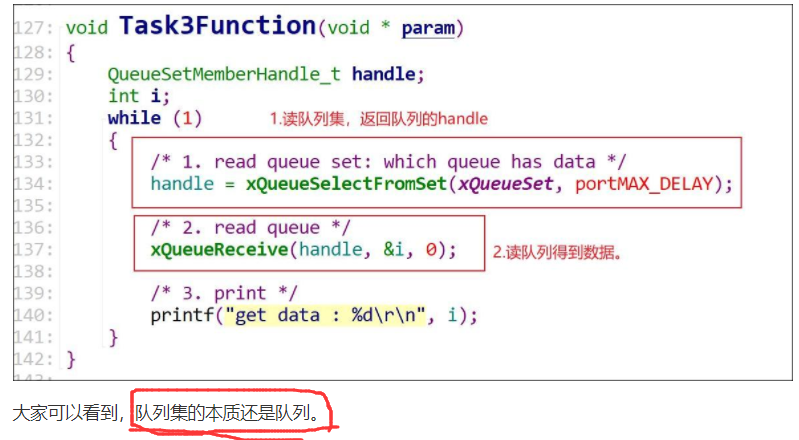 127: void Task3Function(void * param)
128: {
129: QueueSetMemberHandle_t handle;
130: int i;
131: while (1) 1.读队列集，返回队列的handle
132: {
133: /* 1. read queue set: which queue has data */
134: handle = xQueueSelectFromSet(xQueueSet, portMAX_DELAY);
135:
136: /* 2. read queue */
137: xQueueReceive(handle, &i, 0); 2.读队列得到数据。
138:
139: /* 3. print */
140: printf("get data : %d\r\n", i);
141: }
142: }
大家可以看到，队列集的本质还是队列。